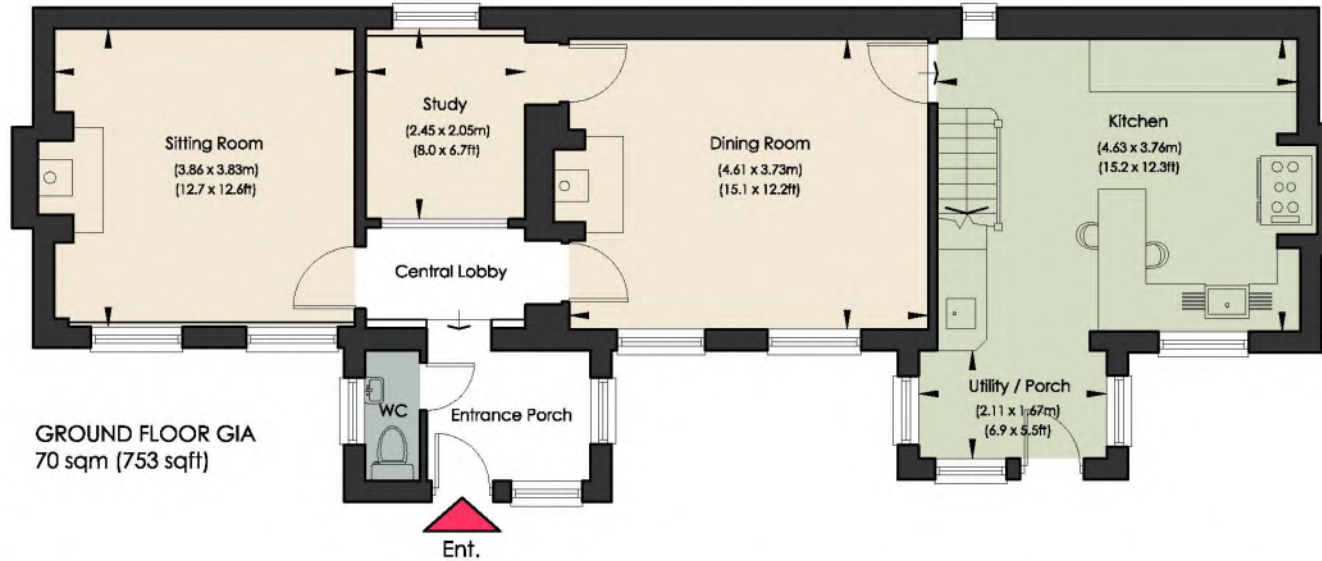 Sitting Room
(3.86 x 3.83m)
(12.7 x 12.6ft)
Study
(2.45 x 2.05m)
(8.0 x 6.7ft)
Dining Room
(4.61 x 3.73m)
(15.1 x 12.2ft)
Kitchen
(4.63 x 3.76m)
(15.2 x 12.3ft)
Central Lobby
WC
Entrance Porch
Utility / Porch
(2.11 x 1.67m)
(6.9 x 5.5ft)
GROUND FLOOR GIA
70 sqm (753 sqft)
Ent.